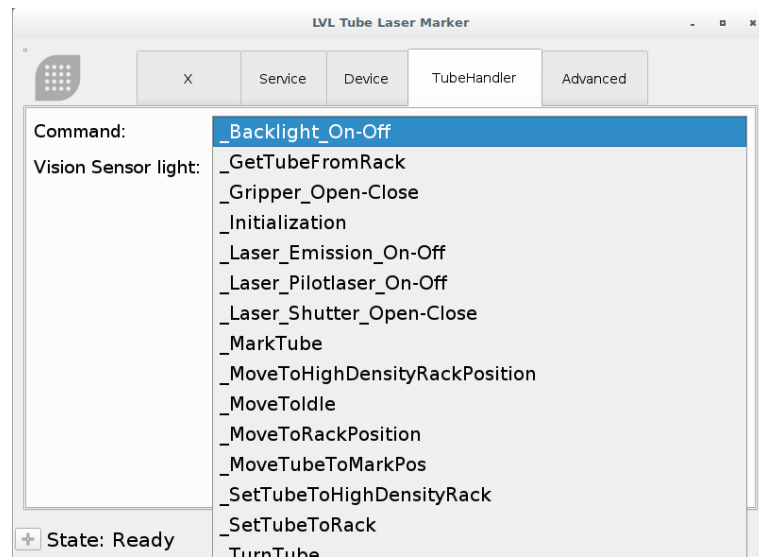 LVL Tube Laser Marker
X Service Device TubeHandler Advanced
Command: _Backlight_On-Off
Vision Sensor light: _GetTubeFromRack
_Gripper_Open-Close
_Initialization
_Laser_Emission_On-Off
_Laser_Pilotlaser_On-Off
_Laser_Shutter_Open-Close
_MarkTube
_MoveToHighDensityRackPosition
_MoveToIdle
_MoveToRackPosition
_MoveTubeToMarkPos
_SetTubeToHighDensityRack
_SetTubeToRack
State: Ready
_TurnTube